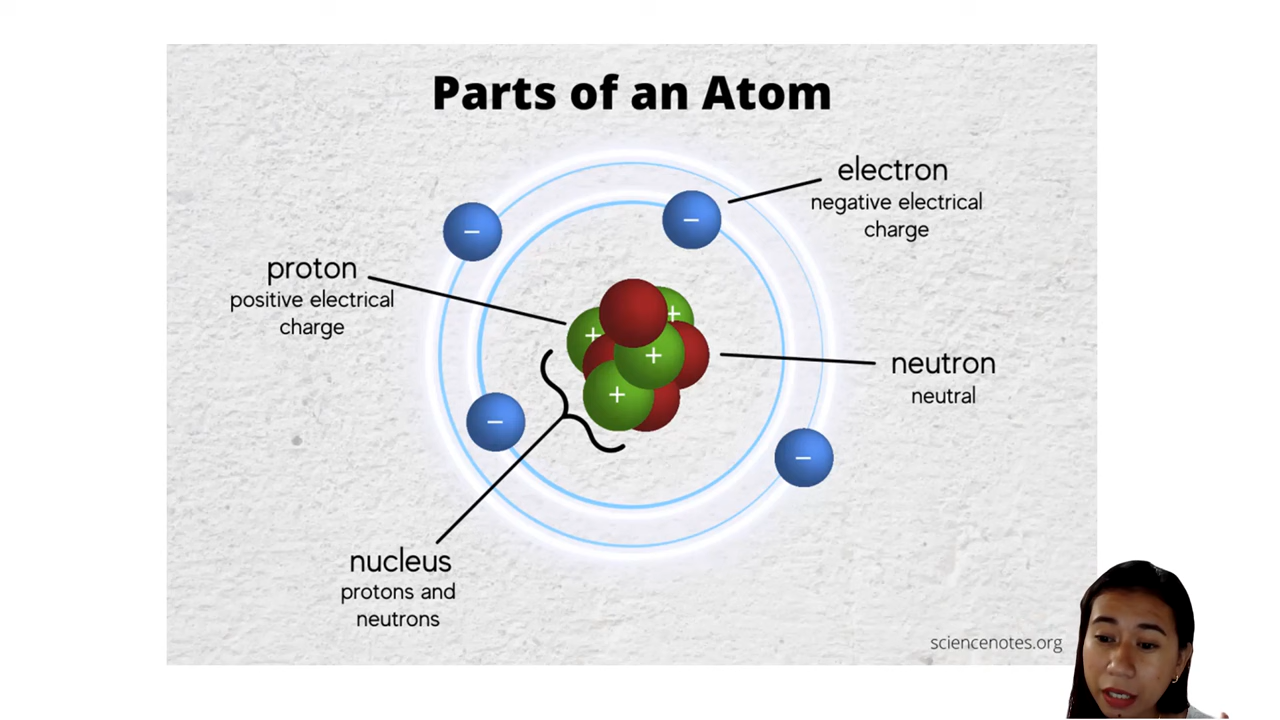 Parts of an Atom
electron
negative electrical
charge
proton
positive electrical
charge
neutron
neutral
nucleus
protons and
neutrons
sciencenotes.org
− − − −
+ + + +